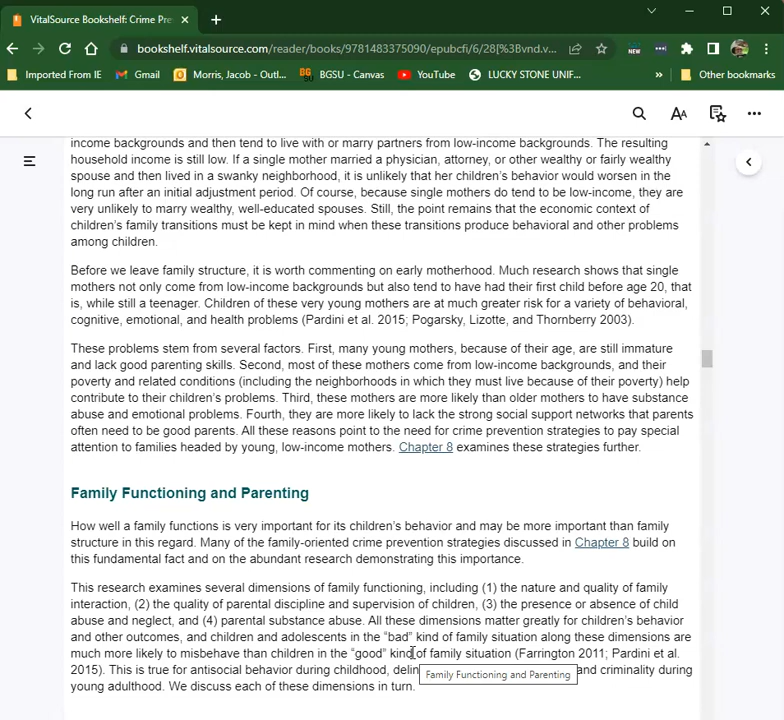 VitalSource Bookshelf: Crime Pre
bookshelf.vitalsource.com/reader/books/9781483375090/epubcfi/6/28[%3Bvnd.v...
NEW
Imported From IE
Gmail
Morris, Jacob - Outl...
BGSU - Canvas
YouTube
LUCKY STONE UNIF...
»
Other bookmarks
AA
income backgrounds and then tend to live with or marry partners from low-income backgrounds. The resulting
household income is still low. If a single mother married a physician, attorney, or other wealthy or fairly wealthy
spouse and then lived in a swanky neighborhood, it is unlikely that her children's behavior would worsen in the
long run after an initial adjustment period. Of course, because single mothers do tend to be low-income, they are
very unlikely to marry wealthy, well-educated spouses. Still, the point remains that the economic context of
children's family transitions must be kept in mind when these transitions produce behavioral and other problems
among children.
Before we leave family structure, it is worth commenting on early motherhood. Much research shows that single
mothers not only come from low-income backgrounds but also tend to have had their first child before age 20, that
is, while still a teenager. Children of these very young mothers are at much greater risk for a variety of behavioral,
cognitive, emotional, and health problems (Pardini et al. 2015; Pogarsky, Lizotte, and Thornberry 2003).
These problems stem from several factors. First, many young mothers, because of their age, are still immature
and lack good parenting skills. Second, most of these mothers come from low-income backgrounds, and their
poverty and related conditions (including the neighborhoods in which they must live because of their poverty) help
contribute to their children's problems. Third, these mothers are more likely than older mothers to have substance
abuse and emotional problems. Fourth, they are more likely to lack the strong social support networks that parents
often need to be good parents. All these reasons point to the need for crime prevention strategies to pay special
attention to families headed by young, low-income mothers. Chapter 8 examines these strategies further.
Family Functioning and Parenting
How well a family functions is very important for its children's behavior and may be more important than family
structure in this regard. Many of the family-oriented crime prevention strategies discussed in Chapter 8 build on
this fundamental fact and on the abundant research demonstrating this importance.
This research examines several dimensions of family functioning, including (1) the nature and quality of family
interaction, (2) the quality of parental discipline and supervision of children, (3) the presence or absence of child
abuse and neglect, and (4) parental substance abuse. All these dimensions matter greatly for children's behavior
and other outcomes, and children and adolescents in the "bad" kind of family situation along these dimensions are
much more likely to misbehave than children in the "good" kind of family situation (Farrington 2011; Pardini et al.
2015). This is true for antisocial behavior during childhood, delin and criminality during
Family Functioning and Parenting
young adulthood. We discuss each of these dimensions in turn.